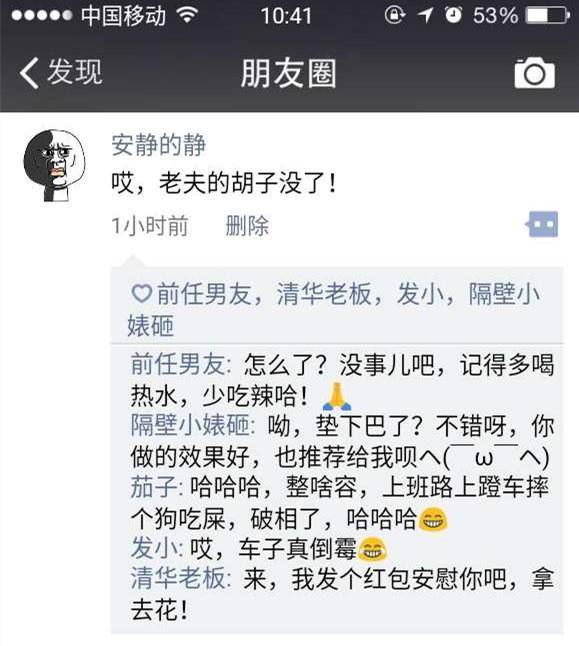 中国移动 10:41 53%
发现 朋友圈
安静的静
哎，老夫的胡子没了！
1小时前 删除
前任男友，清华老板，发小，隔壁小
婊砸
前任男友: 怎么了？没事儿吧，记得多喝
热水，少吃辣哈！🙏
隔壁小婊砸: 呦，垫下巴了？不错呀，你
做的效果好，也推荐给我呗ヘ(￣ω￣ヘ)
茄子: 哈哈哈，整啥容，上班路上蹬车摔
个狗吃屎，破相了，哈哈哈😁
发小: 哎，车子真倒霉😂
清华老板: 来，我发个红包安慰你吧，拿
去花！